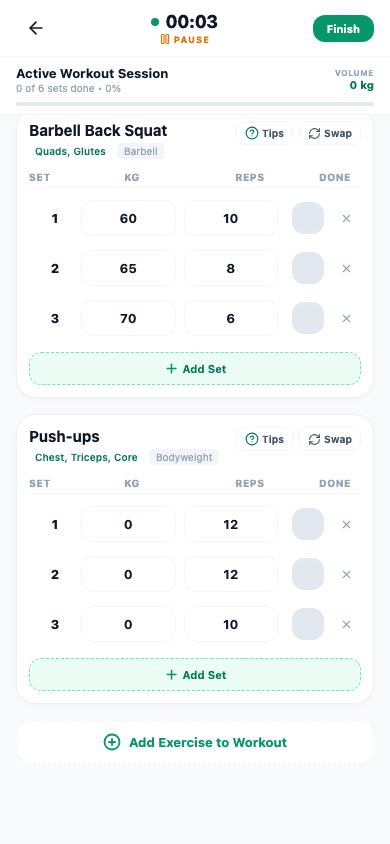 00:03
PAUSE
Finish
Active Workout Session
0 of 6 sets done • 0%
VOLUME
0 kg
Barbell Back Squat
Tips
Swap
Quads, Glutes
Barbell
SET KG REPS DONE
1 60 10 ×
2 65 8 ×
3 70 6 ×
+ Add Set
Push-ups
Tips
Swap
Chest, Triceps, Core
Bodyweight
SET KG REPS DONE
1 0 12 ×
2 0 12 ×
3 0 10 ×
+ Add Set
Add Exercise to Workout